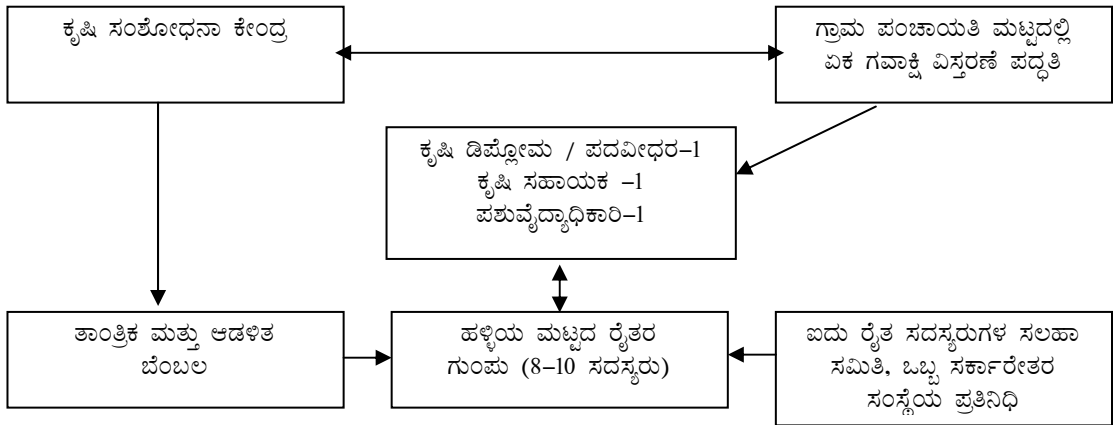 ಕೃಷಿ ಸಂಶೋಧನಾ ಕೇಂದ್ರ
ಗ್ರಾಮ ಪಂಚಾಯತಿ ಮಟ್ಟದಲ್ಲಿ
ಏಕ ಗವಾಕ್ಷಿ ವಿಸ್ತರಣೆ ಪದ್ಧತಿ
ಕೃಷಿ ಡಿಪ್ಲೋಮ / ಪದವೀಧರ–1
ಕೃಷಿ ಸಹಾಯಕ –1
ಪಶುವೈದ್ಯಾಧಿಕಾರಿ–1
ತಾಂತ್ರಿಕ ಮತ್ತು ಆಡಳಿತ
ಬೆಂಬಲ
ಹಳ್ಳಿಯ ಮಟ್ಟದ ರೈತರ
ಗುಂಪು (8–10 ಸದಸ್ಯರು)
ಐದು ರೈತ ಸದಸ್ಯರುಗಳ ಸಲಹಾ
ಸಮಿತಿ, ಒಬ್ಬ ಸರ್ಕಾರೇತರ
ಸಂಸ್ಥೆಯ ಪ್ರತಿನಿಧಿ